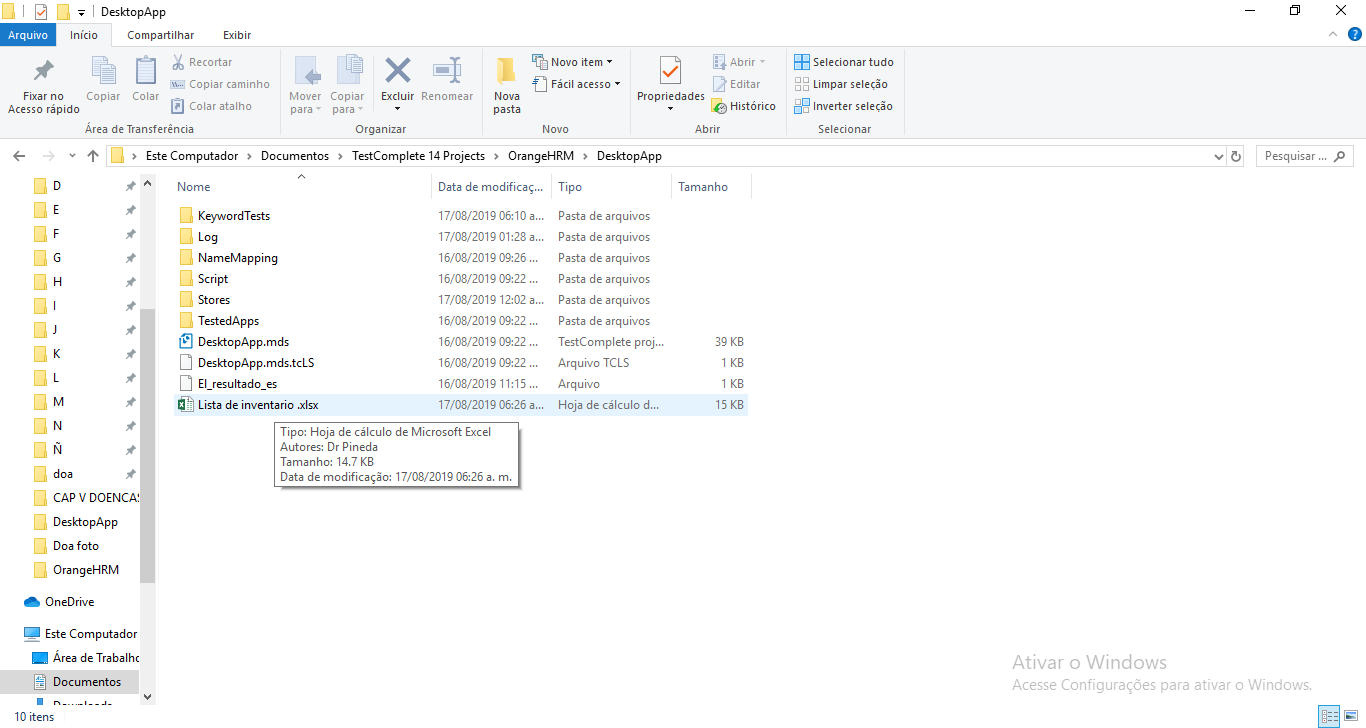 DesktopApp
Arquivo Início Compartilhar Exibir
Fixar no
Acesso rápido
Copiar
Colar
Recortar
Copiar caminho
Colar atalho
Área de Transferência
Mover
para
Copiar
para
Excluir
Renomear
Organizar
Nova
pasta
Novo item
Fácil acesso
Novo
Propriedades
Abrir
Editar
Histórico
Abrir
Selecionar tudo
Limpar seleção
Inverter seleção
Selecionar
Este Computador > Documentos > TestComplete 14 Projects > OrangeHRM > DesktopApp
Pesquisar ...
D
E
F
G
H
I
J
K
L
M
N
Ñ
doa
CAP V DOENCAS
DesktopApp
Doa foto
OrangeHRM
OneDrive
Este Computador
Área de Trabalho
Documentos
Downloads
Nome Data de modificaç... Tipo Tamanho
KeywordTests 17/08/2019 06:10 a... Pasta de arquivos
Log 17/08/2019 01:28 a... Pasta de arquivos
NameMapping 16/08/2019 09:26 ... Pasta de arquivos
Script 16/08/2019 09:22 ... Pasta de arquivos
Stores 17/08/2019 12:02 a... Pasta de arquivos
TestedApps 16/08/2019 09:22 ... Pasta de arquivos
DesktopApp.mds 16/08/2019 09:22 ... TestComplete proj... 39 KB
DesktopApp.mds.tcLS 16/08/2019 09:22 ... Arquivo TCLS 1 KB
El_resultado_es 16/08/2019 11:15 ... Arquivo 1 KB
Lista de inventario .xlsx 17/08/2019 06:26 a... Hoja de cálculo d... 15 KB
Tipo: Hoja de cálculo de Microsoft Excel
Autores: Dr Pineda
Tamanho: 14.7 KB
Data de modificação: 17/08/2019 06:26 a. m.
Ativar o Windows
Acesse Configurações para ativar o Windows.
10 itens